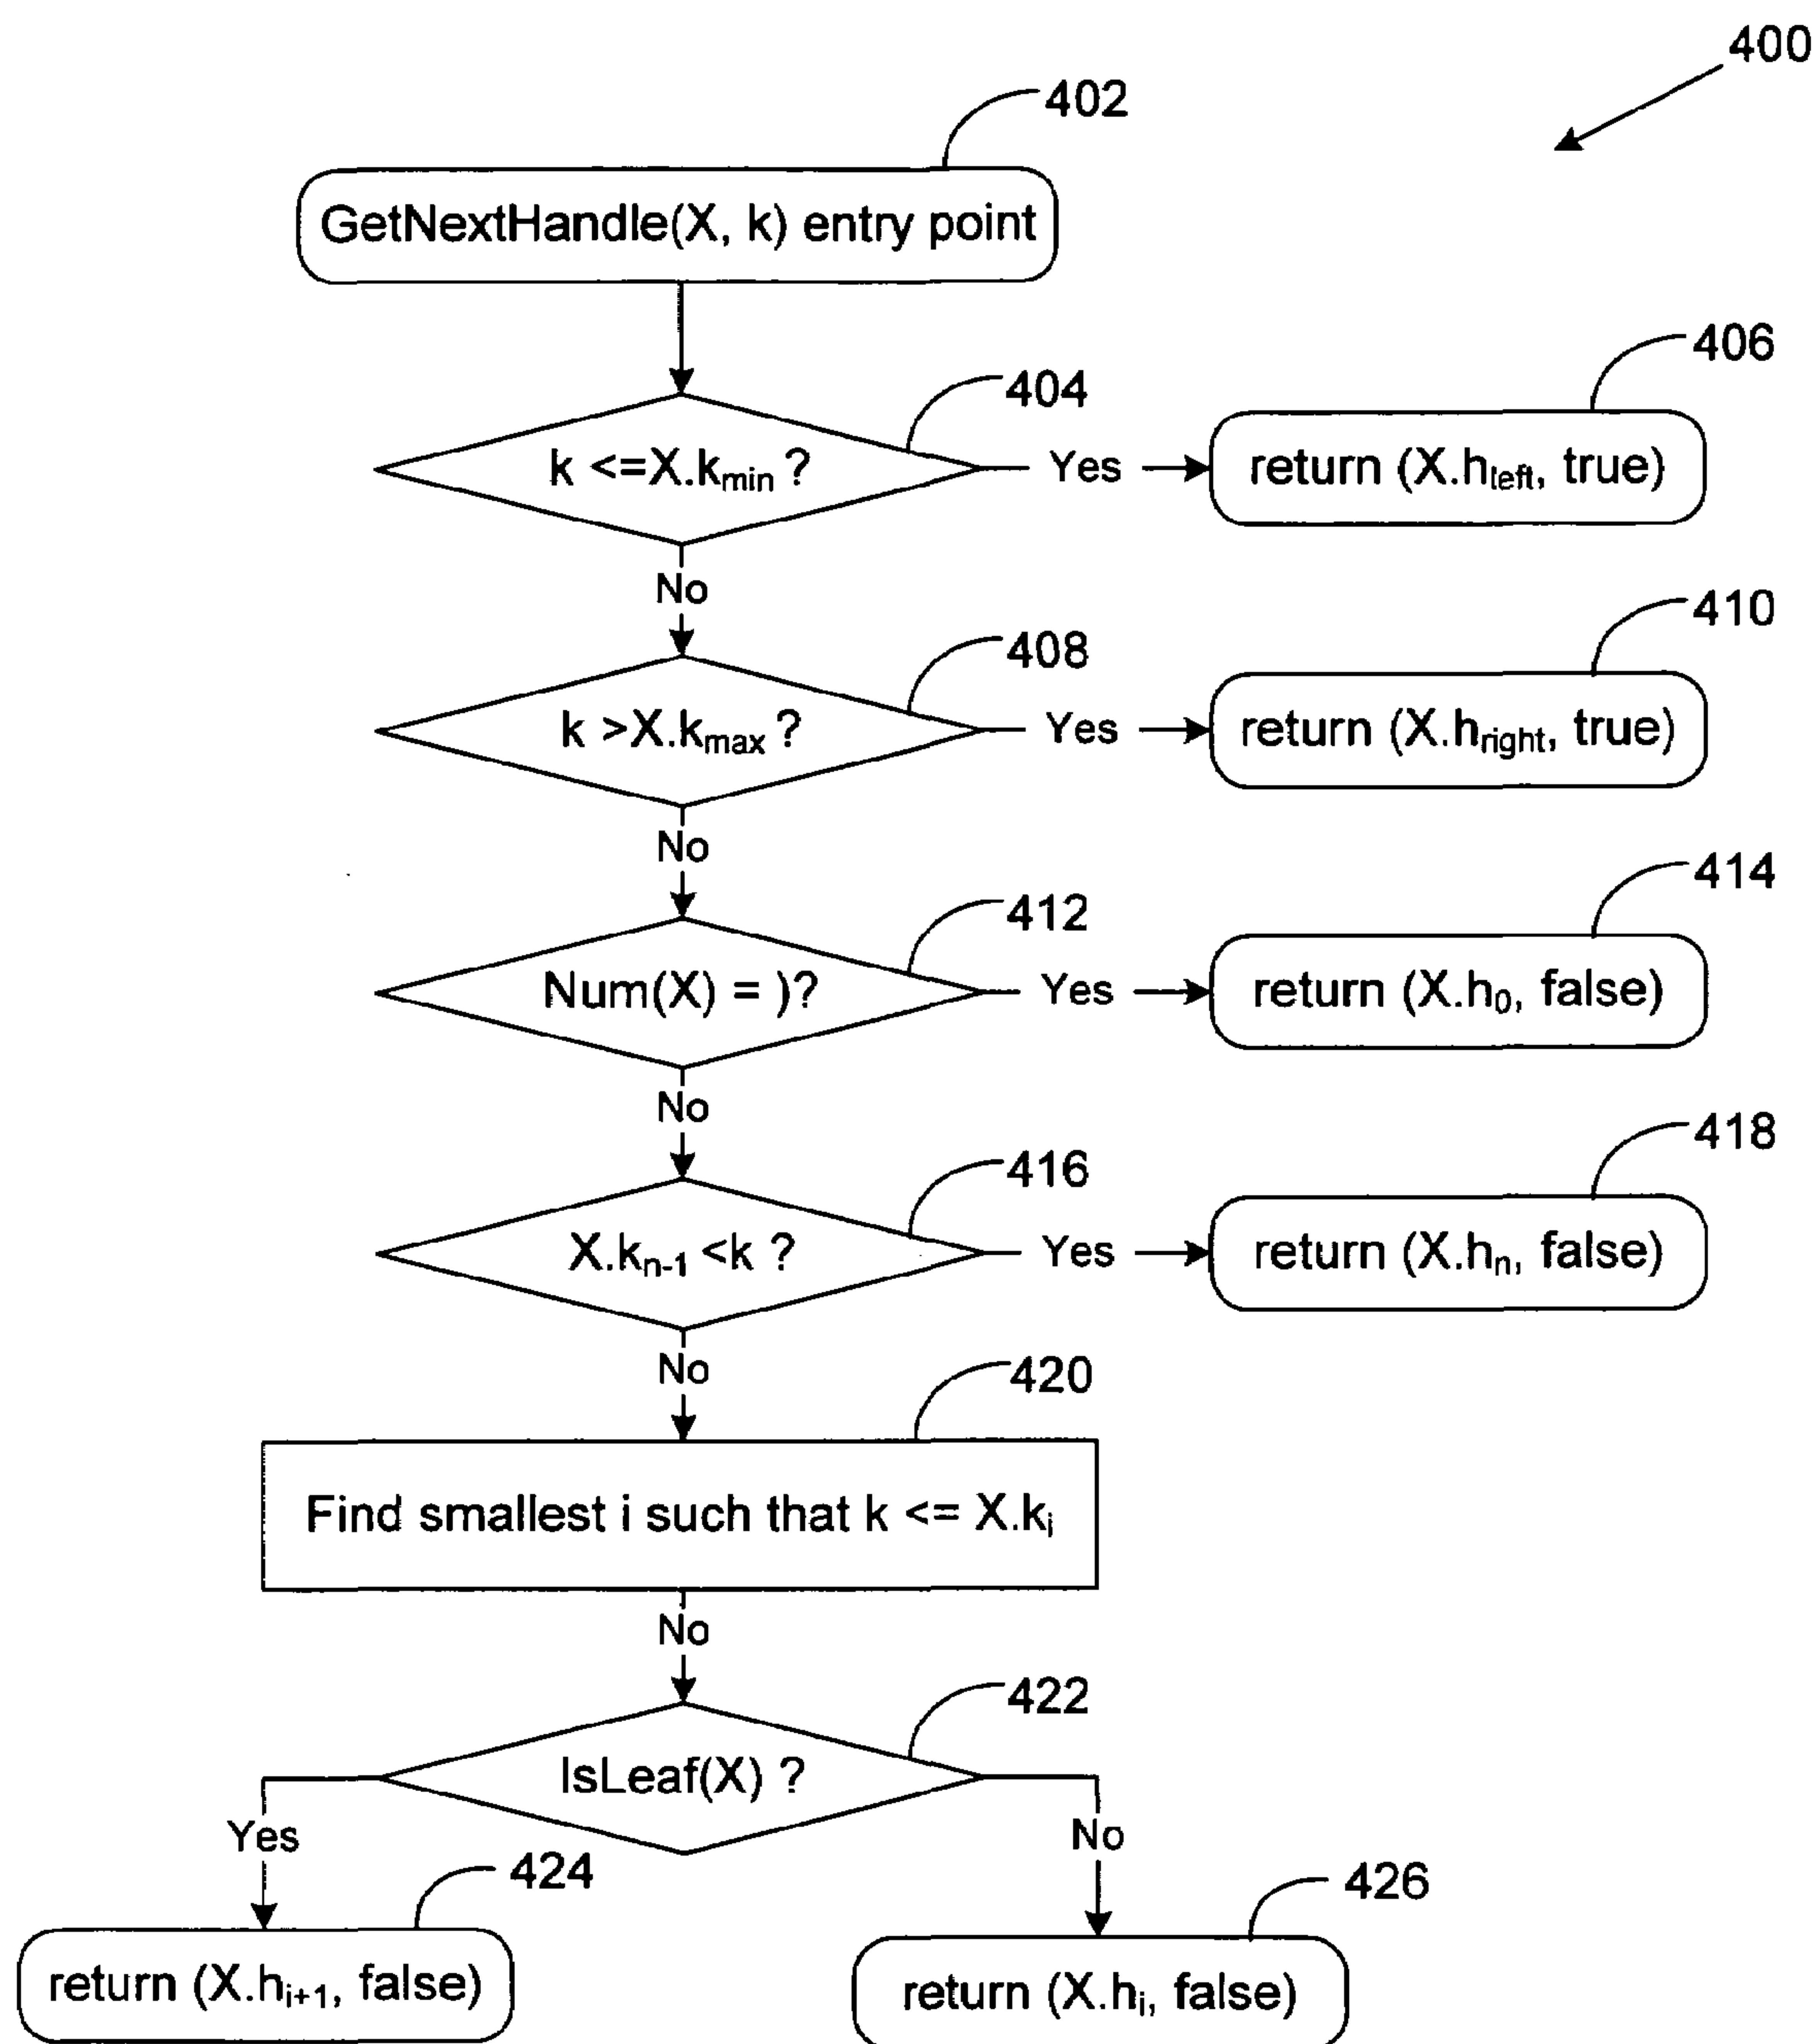 400
402
GetNextHandle(X, k) entry point
404
k <=X.kmin ?
Yes
406
return (X.hleft, true)
No
408
k >X.kmax ?
Yes
410
return (X.hright, true)
No
412
Num(X) = )?
Yes
414
return (X.h0, false)
No
416
X.kn-1 <k ?
Yes
418
return (X.hn, false)
No
420
Find smallest i such that k <= X.ki
No
422
IsLeaf(X) ?
Yes
No
424
return (X.hi+1, false)
426
return (X.hi, false)